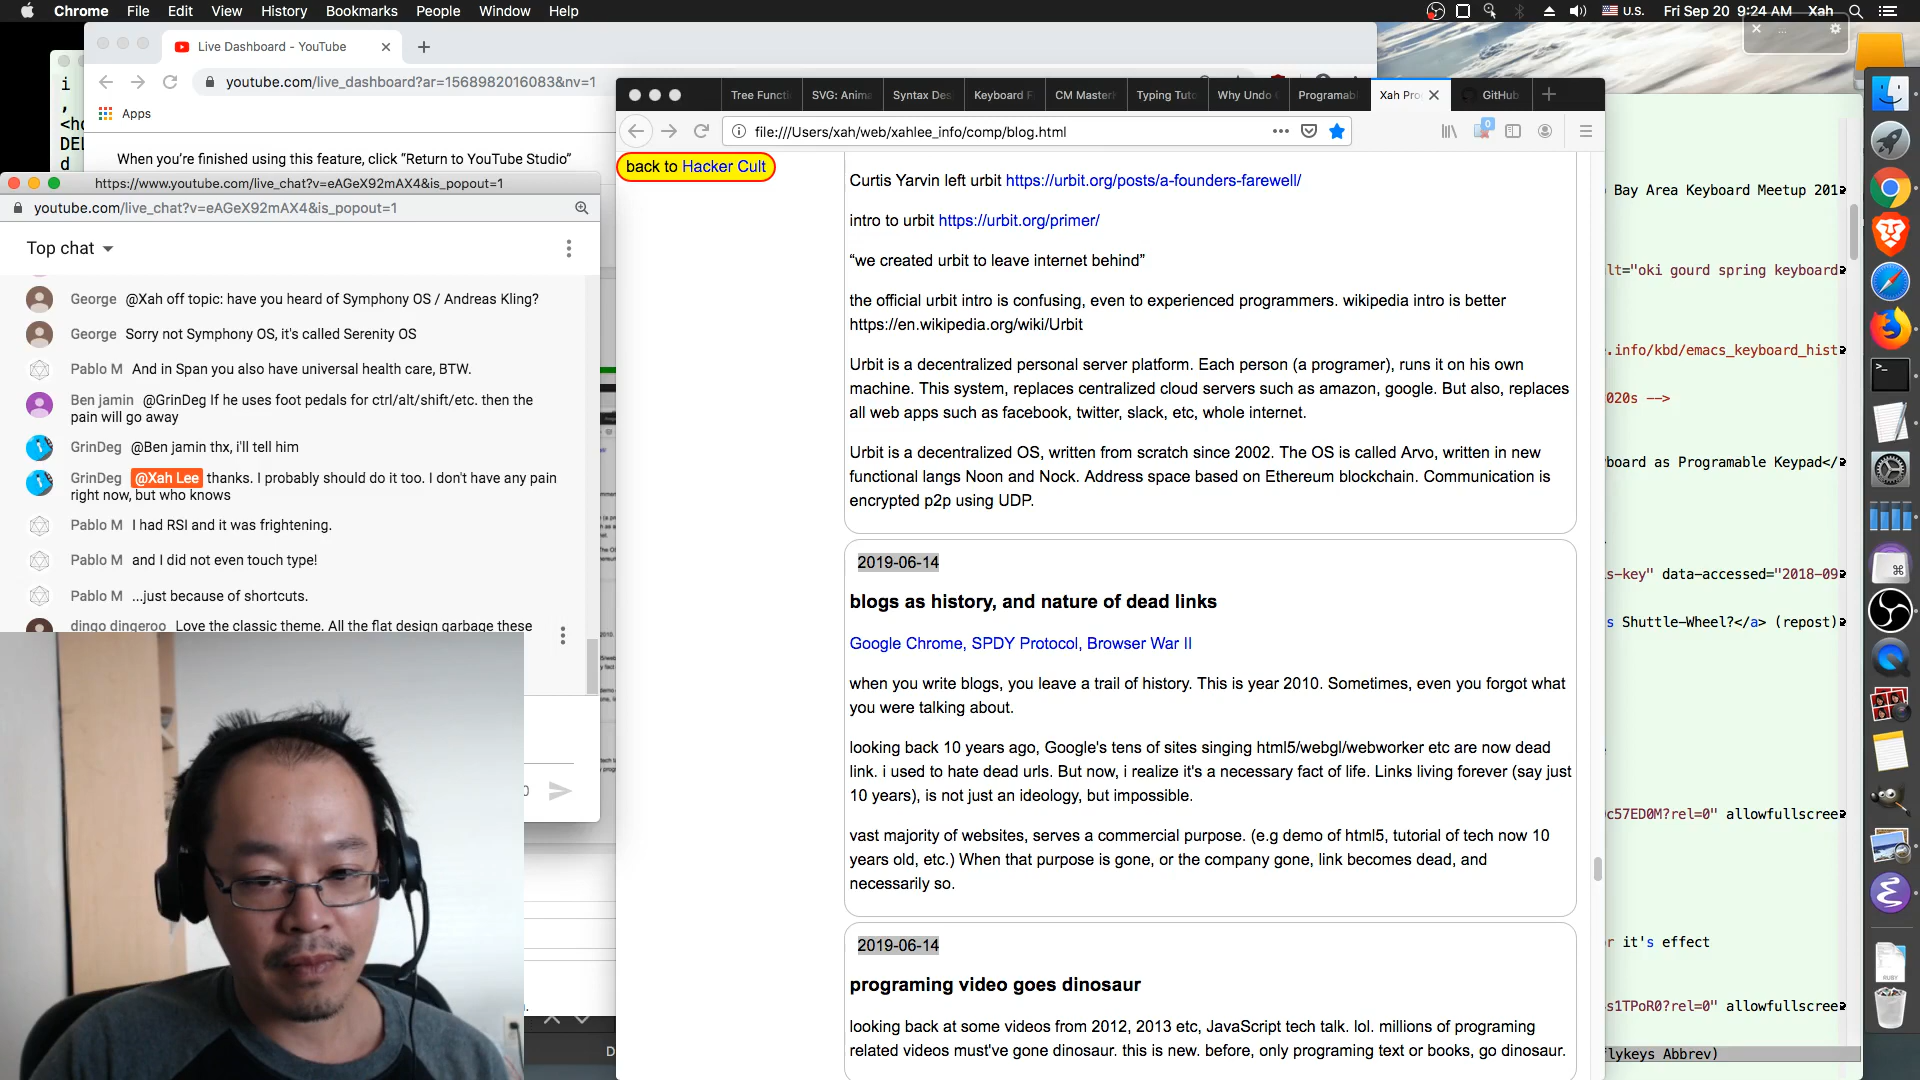 Chrome File Edit View History Bookmarks People Window Help
U.S. Fri Sep 20 9:24 AM Xah
Live Dashboard - YouTube
youtube.com/live_dashboard?ar=1568982016083&nv=1
Apps
When you're finished using this feature, click “Return to YouTube Studio”
i
,
<h
DEL
d
https://www.youtube.com/live_chat?v=eAGeX92mAX4&is_popout=1
youtube.com/live_chat?v=eAGeX92mAX4&is_popout=1
Top chat
George @Xah off topic: have you heard of Symphony OS / Andreas Kling?
George Sorry not Symphony OS, it's called Serenity OS
Pablo M And in Span you also have universal health care, BTW.
Ben jamin @GrinDeg If he uses foot pedals for ctrl/alt/shift/etc. then the
pain will go away
GrinDeg @Ben jamin thx, i'll tell him
GrinDeg @Xah Lee thanks. I probably should do it too. I don't have any pain
right now, but who knows
Pablo M I had RSI and it was frightening.
Pablo M and I did not even touch type!
Pablo M ...just because of shortcuts.
dingo dingeroo Love the classic theme. All the flat design garbage these
Tree Functi SVG: Anima Syntax Des Keyboard F CM Master Typing Tuto Why Undo Programab Xah Pro GitHub
file:///Users/xah/web/xahlee_info/comp/blog.html
0
back to Hacker Cult
Curtis Yarvin left urbit https://urbit.org/posts/a-founders-farewell/
intro to urbit https://urbit.org/primer/
“we created urbit to leave internet behind”
the official urbit intro is confusing, even to experienced programmers. wikipedia intro is better
https://en.wikipedia.org/wiki/Urbit
Urbit is a decentralized personal server platform. Each person (a programer), runs it on his own
machine. This system, replaces centralized cloud servers such as amazon, google. But also, replaces
all web apps such as facebook, twitter, slack, etc, whole internet.
Urbit is a decentralized OS, written from scratch since 2002. The OS is called Arvo, written in new
functional langs Noon and Nock. Address space based on Ethereum blockchain. Communication is
encrypted p2p using UDP.
2019-06-14
blogs as history, and nature of dead links
Google Chrome, SPDY Protocol, Browser War II
when you write blogs, you leave a trail of history. This is year 2010. Sometimes, even you forgot what
you were talking about.
looking back 10 years ago, Google's tens of sites singing html5/webgl/webworker etc are now dead
link. i used to hate dead urls. But now, i realize it's a necessary fact of life. Links living forever (say just
10 years), is not just an ideology, but impossible.
vast majority of websites, serves a commercial purpose. (e.g demo of html5, tutorial of tech now 10
years old, etc.) When that purpose is gone, or the company gone, link becomes dead, and
necessarily so.
2019-06-14
programing video goes dinosaur
looking back at some videos from 2012, 2013 etc, JavaScript tech talk. lol. millions of programing
related videos must've gone dinosaur. this is new. before, only programing text or books, go dinosaur.
Bay Area Keyboard Meetup 201
lt="oki gourd spring keyboard
.info/kbd/emacs_keyboard_hist
020s -->
board as Programable Keypad</
s-key" data-accessed="2018-09
s Shuttle-Wheel?</a> (repost)
c57ED0M?rel=0" allowfullscree
r it's effect
s1TPoR0?rel=0" allowfullscree
lykeys Abbrev)
RUBY